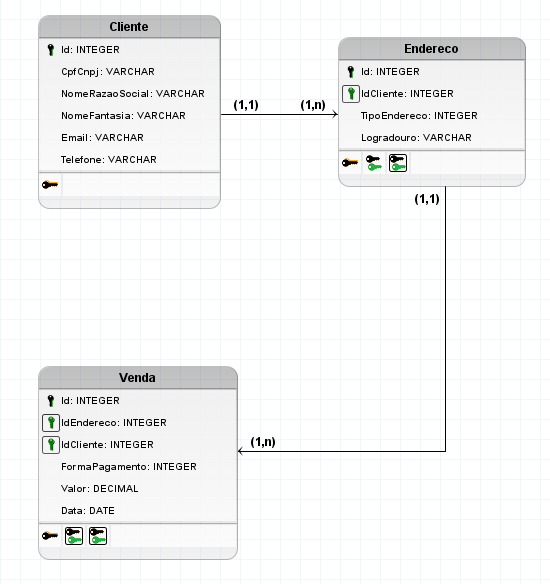 Cliente
Id: INTEGER
CpfCnpj: VARCHAR
NomeRazaoSocial: VARCHAR
NomeFantasia: VARCHAR
Email: VARCHAR
Telefone: VARCHAR
(1,1)
(1,n)
Endereco
Id: INTEGER
IdCliente: INTEGER
TipoEndereco: INTEGER
Logradouro: VARCHAR
(1,1)
(1,n)
Venda
Id: INTEGER
IdEndereco: INTEGER
IdCliente: INTEGER
FormaPagamento: INTEGER
Valor: DECIMAL
Data: DATE